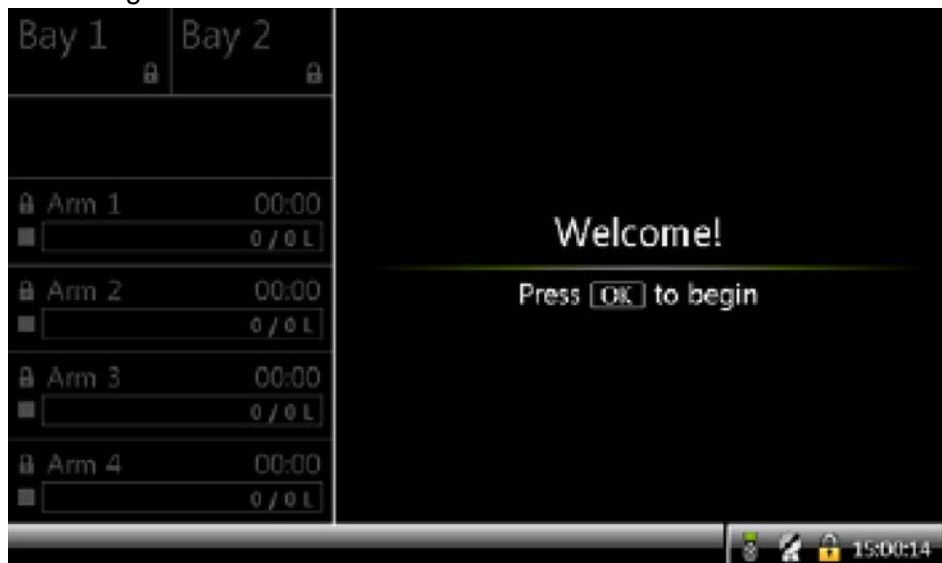 Bay 1
Bay 2
Arm 1 00:00
0 / 0 L
Arm 2 00:00
0 / 0 L
Arm 3 00:00
0 / 0 L
Arm 4 00:00
0 / 0 L
Welcome!
Press OK to begin
15:00:14